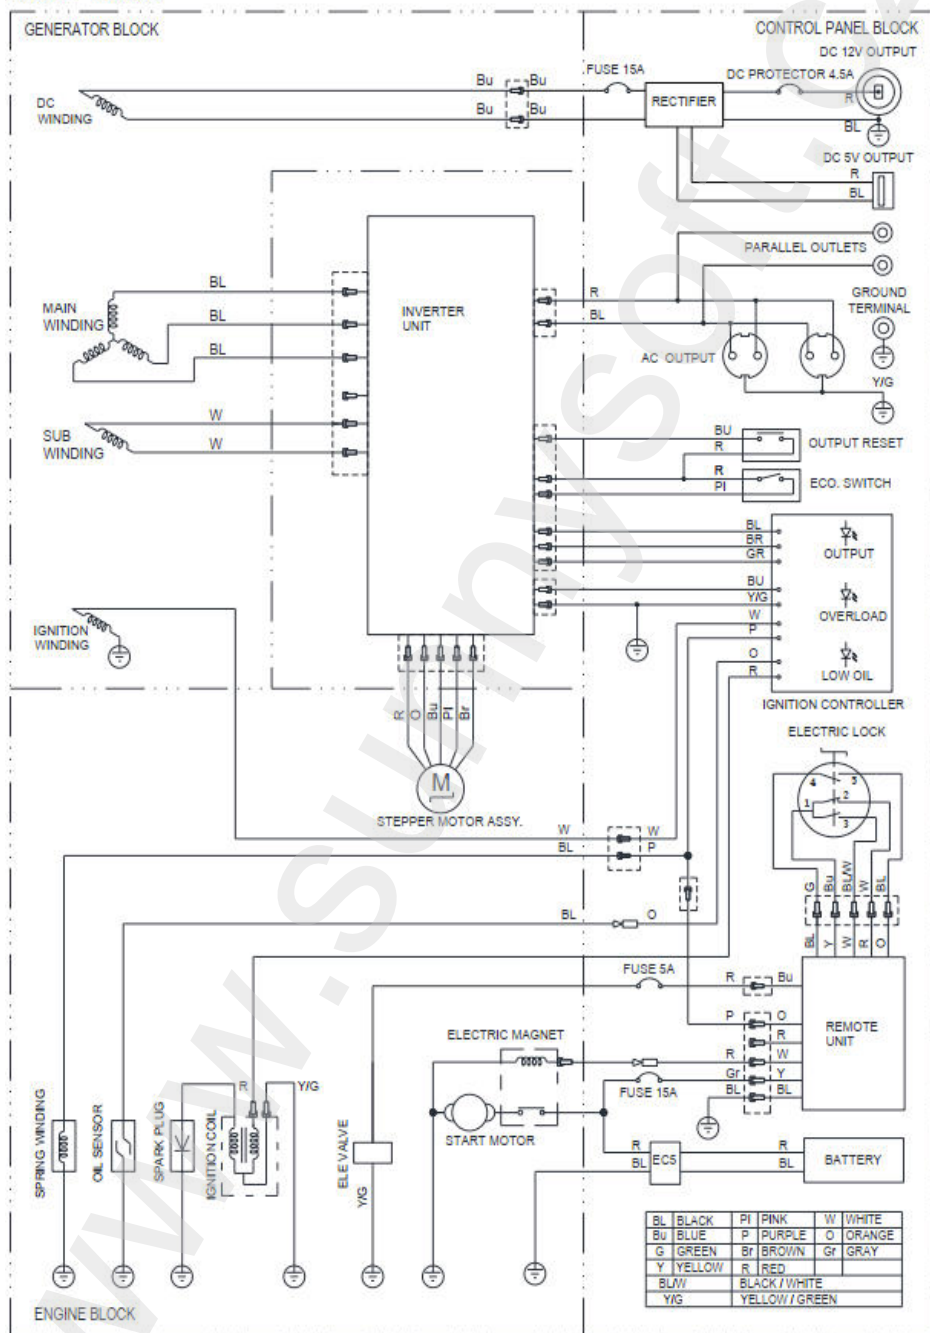 GENERATOR BLOCK
CONTROL PANEL BLOCK
DC 12V OUTPUT
FUSE 15A
DC PROTECTOR 4.5A
Bu Bu
DC
WINDING
RECTIFIER
R
Bu Bu
BL
DC 5V OUTPUT
R
BL
PARALLEL OUTLETS
BL
R
GROUND
TERMINAL
MAIN
WINDING
INVERTER
UNIT
BL
BL
BL
AC OUTPUT
Y/G
W
SUB
WINDING
W
BU
R
OUTPUT RESET
R
PI
ECO. SWITCH
BL
BR
GR
OUTPUT
BU
Y/G
W
P
OVERLOAD
IGNITION
WINDING
O
R
LOW OIL
IGNITION CONTROLLER
R O Bu PI Br
ELECTRIC LOCK
M
STEPPER MOTOR ASSY.
4 5
1 2
3
W W
BL P
G Bu BL/W W BL
BL O
BL Y W R O
FUSE 5A
R Bu
P O
R
REMOTE
UNIT
ELECTRIC MAGNET
R W
Gr Y
FUSE 15A
BL BL
R
Y/G
SPRING WINDING
OIL SENSOR
SPARK PLUG
IGNITION COIL
ELE VALVE
Y/G
START MOTOR
R
BL
EC5
R
BL
BATTERY
BL BLACK PI PINK W WHITE
Bu BLUE P PURPLE O ORANGE
G GREEN Br BROWN Gr GRAY
Y YELLOW R RED
BL/W BLACK / WHITE
Y/G YELLOW / GREEN
ENGINE BLOCK
www.sunnysoft.c